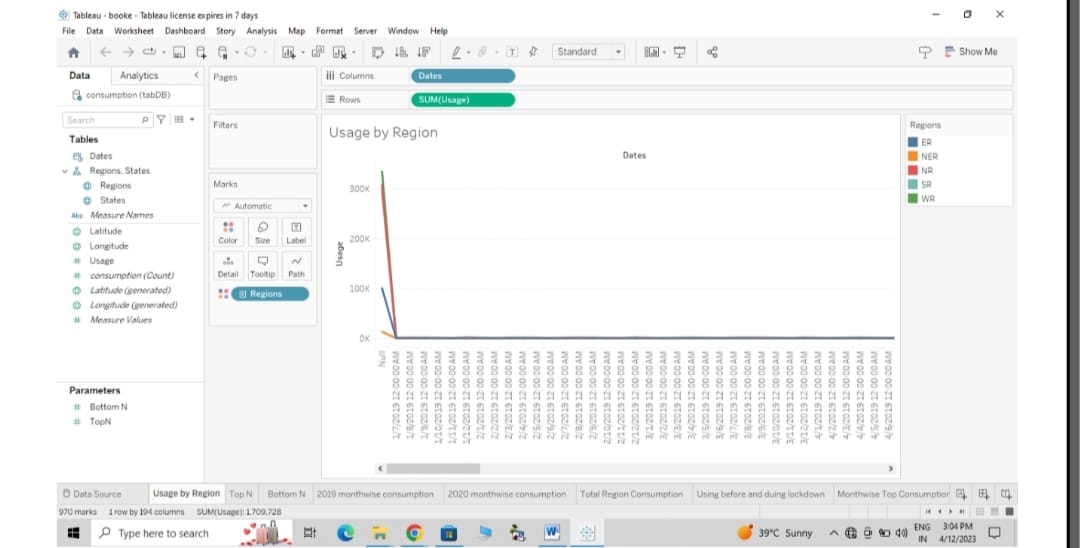 Tableau - booke - Tableau license expires in 7 days
File Data Worksheet Dashboard Story Analysis Map Format Server Window Help
Standard
Show Me
Data Analytics
Pages
Columns Dates
consumption (tabDB)
Rows SUM(Usage)
Search
Filters
Usage by Region
Regions
Tables
Dates
ER
Dates
NER
Regions, States
NR
Regions
Marks
SR
States
300K
WR
Abc Measure Names
Automatic
Latitude
Longitude
Color Size Label
200K
Usage
Usage
consumption (Count)
Detail Tooltip Path
Latitude (generated)
100K
Regions
Longitude (generated)
Measure Values
0K
Null
1/7/2019 12:00:00 AM
1/8/2019 12:00:00 AM
1/9/2019 12:00:00 AM
1/10/2019 12:00:00 AM
1/11/2019 12:00:00 AM
1/12/2019 12:00:00 AM
2/1/2019 12:00:00 AM
2/2/2019 12:00:00 AM
2/3/2019 12:00:00 AM
2/4/2019 12:00:00 AM
2/5/2019 12:00:00 AM
2/6/2019 12:00:00 AM
2/7/2019 12:00:00 AM
2/8/2019 12:00:00 AM
2/9/2019 12:00:00 AM
2/10/2019 12:00:00 AM
2/11/2019 12:00:00 AM
2/12/2019 12:00:00 AM
3/1/2019 12:00:00 AM
3/2/2019 12:00:00 AM
3/3/2019 12:00:00 AM
3/4/2019 12:00:00 AM
3/5/2019 12:00:00 AM
3/6/2019 12:00:00 AM
3/7/2019 12:00:00 AM
3/8/2019 12:00:00 AM
3/9/2019 12:00:00 AM
3/10/2019 12:00:00 AM
3/11/2019 12:00:00 AM
3/12/2019 12:00:00 AM
4/1/2019 12:00:00 AM
4/2/2019 12:00:00 AM
4/3/2019 12:00:00 AM
4/4/2019 12:00:00 AM
4/5/2019 12:00:00 AM
4/6/2019 12:00:00 AM
Parameters
Bottom N
TopN
Data Source Usage by Region Top N Bottom N 2019 monthwise consumption 2020 monthwise consumption Total Region Consumption Using before and duing lockdown Monthwise Top Consumption
970 marks 1 row by 194 columns SUM(Usage): 1,709,728
Type here to search
39°C Sunny
ENG
IN
3:04 PM
4/12/2023